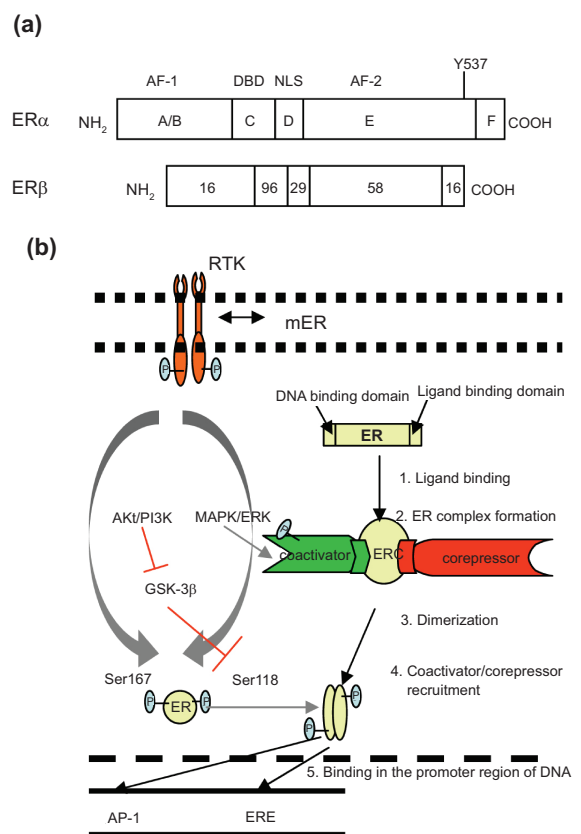 (a)
Y537
AF-1 DBD NLS AF-2
ERα NH2 A/B C D E F COOH
ERβ NH2 16 96 29 58 16 COOH
(b)
RTK
mER
P P
DNA binding domain
Ligand binding domain
ER
1. Ligand binding
AKt/PI3K
MAPK/ERK
P
2. ER complex formation
coactivator
ERC
corepressor
GSK-3β
3. Dimerization
4. Coactivator/corepressor
recruitment
Ser167
Ser118
P ER P
P
P
5. Binding in the promoter region of DNA
AP-1
ERE